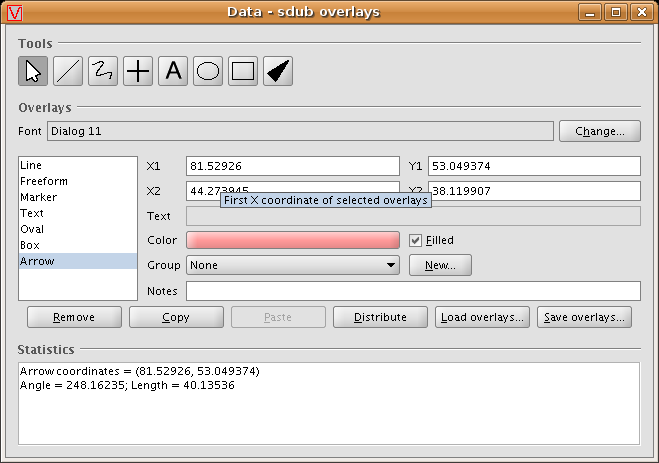 Data - sdub overlays
Tools
A
Overlays
Font Dialog 11 Change...
Line
Freeform
Marker
Text
Oval
Box
Arrow
X1 81.52926 Y1 53.049374
X2 44.273945 Y2 38.119907
First X coordinate of selected overlays
Text
Color Filled
Group None New...
Notes
Remove Copy Paste Distribute Load overlays... Save overlays...
Statistics
Arrow coordinates = (81.52926, 53.049374)
Angle = 248.16235; Length = 40.13536